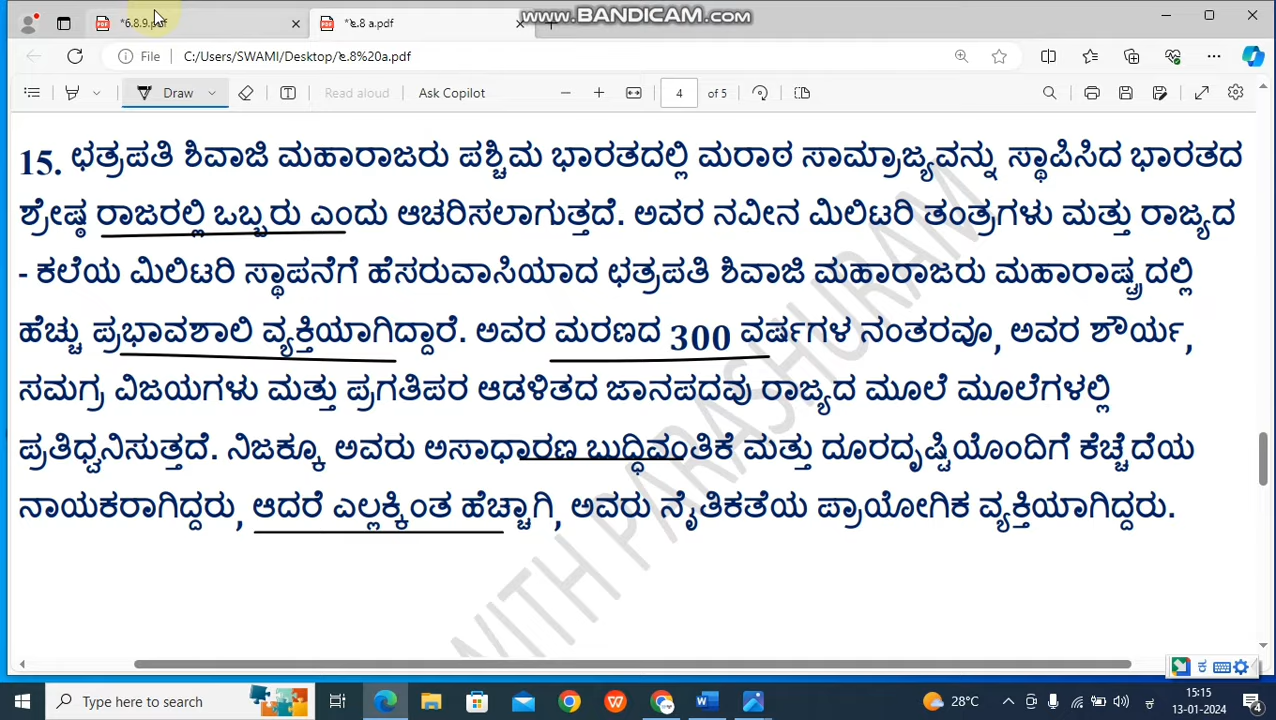 *6.8.9.pdf
*೬.8 a.pdf
www.BANDICAM.com
File
C:/Users/SWAMI/Desktop/೬.8%20a.pdf
Draw
Read aloud
Ask Copilot
4
of 5
15. ಛತ್ರಪತಿ ಶಿವಾಜಿ ಮಹಾರಾಜರು ಪಶ್ಚಿಮ ಭಾರತದಲ್ಲಿ ಮರಾಠ ಸಾಮ್ರಾಜ್ಯವನ್ನು ಸ್ಥಾಪಿಸಿದ ಭಾರತದ
ಶ್ರೇಷ್ಠ ರಾಜರಲ್ಲಿ ಒಬ್ಬರು ಎಂದು ಆಚರಿಸಲಾಗುತ್ತದೆ. ಅವರ ನವೀನ ಮಿಲಿಟರಿ ತಂತ್ರಗಳು ಮತ್ತು ರಾಜ್ಯದ
- ಕಲೆಯ ಮಿಲಿಟರಿ ಸ್ಥಾಪನೆಗೆ ಹೆಸರುವಾಸಿಯಾದ ಛತ್ರಪತಿ ಶಿವಾಜಿ ಮಹಾರಾಜರು ಮಹಾರಾಷ್ಟ್ರದಲ್ಲಿ
ಹೆಚ್ಚು ಪ್ರಭಾವಶಾಲಿ ವ್ಯಕ್ತಿಯಾಗಿದ್ದಾರೆ. ಅವರ ಮರಣದ 300 ವರ್ಷಗಳ ನಂತರವೂ, ಅವರ ಶೌರ್ಯ,
ಸಮಗ್ರ ವಿಜಯಗಳು ಮತ್ತು ಪ್ರಗತಿಪರ ಆಡಳಿತದ ಜಾನಪದವು ರಾಜ್ಯದ ಮೂಲೆ ಮೂಲೆಗಳಲ್ಲಿ
ಪ್ರತಿಧ್ವನಿಸುತ್ತದೆ. ನಿಜಕ್ಕೂ ಅವರು ಅಸಾಧಾರಣ ಬುದ್ಧಿವಂತಿಕೆ ಮತ್ತು ದೂರದೃಷ್ಟಿಯೊಂದಿಗೆ ಕೆಚ್ಚೆದೆಯ
ನಾಯಕರಾಗಿದ್ದರು, ಆದರೆ ಎಲ್ಲಕ್ಕಿಂತ ಹೆಚ್ಚಾಗಿ, ಅವರು ನೈತಿಕತೆಯ ಪ್ರಾಯೋಗಿಕ ವ್ಯಕ್ತಿಯಾಗಿದ್ದರು.
WITH PARASHURAM
Type here to search
28°C
15:15
13-01-2024
4